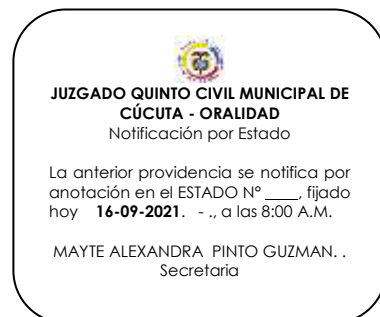 JUZGADO QUINTO CIVIL MUNICIPAL DE
CÚCUTA - ORALIDAD
Notificación por Estado
La anterior providencia se notifica por
anotación en el ESTADO N° ____, fijado
hoy 16-09-2021. - ., a las 8:00 A.M.
MAYTE ALEXANDRA PINTO GUZMAN. .
Secretaria